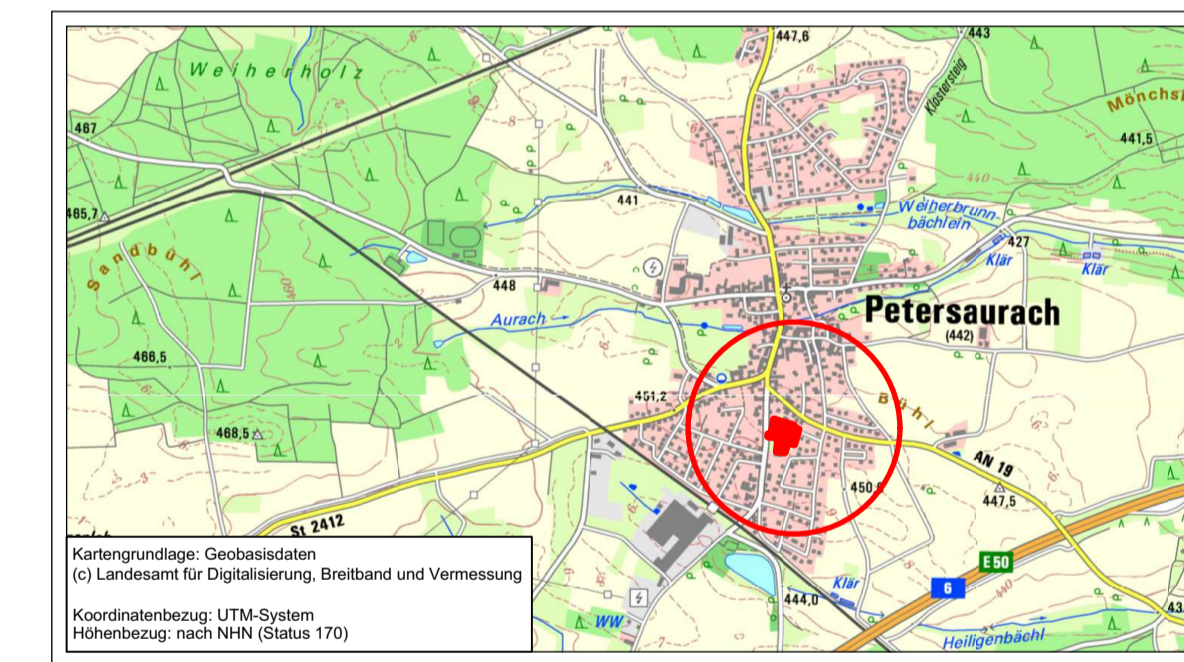 447,6
443
Weiherholz
Klostersteig
467
441,5
440
441
Weiherbrunn-
bächlein
465,7
427
Klär
Klär
Sandbühl
460
448
Aurach
Petersaurach
(442)
466,5
451,2
Bühl
468,5
AN 19
450,6
447,5
St 2412
E 50
6
440
Klär
444,0
WW
Heiligenbächl
Kartengrundlage: Geobasisdaten
(c) Landesamt für Digitalisierung, Breitband und Vermessung
Koordinatenbezug: UTM-System
Höhenbezug: nach NHN (Status 170)